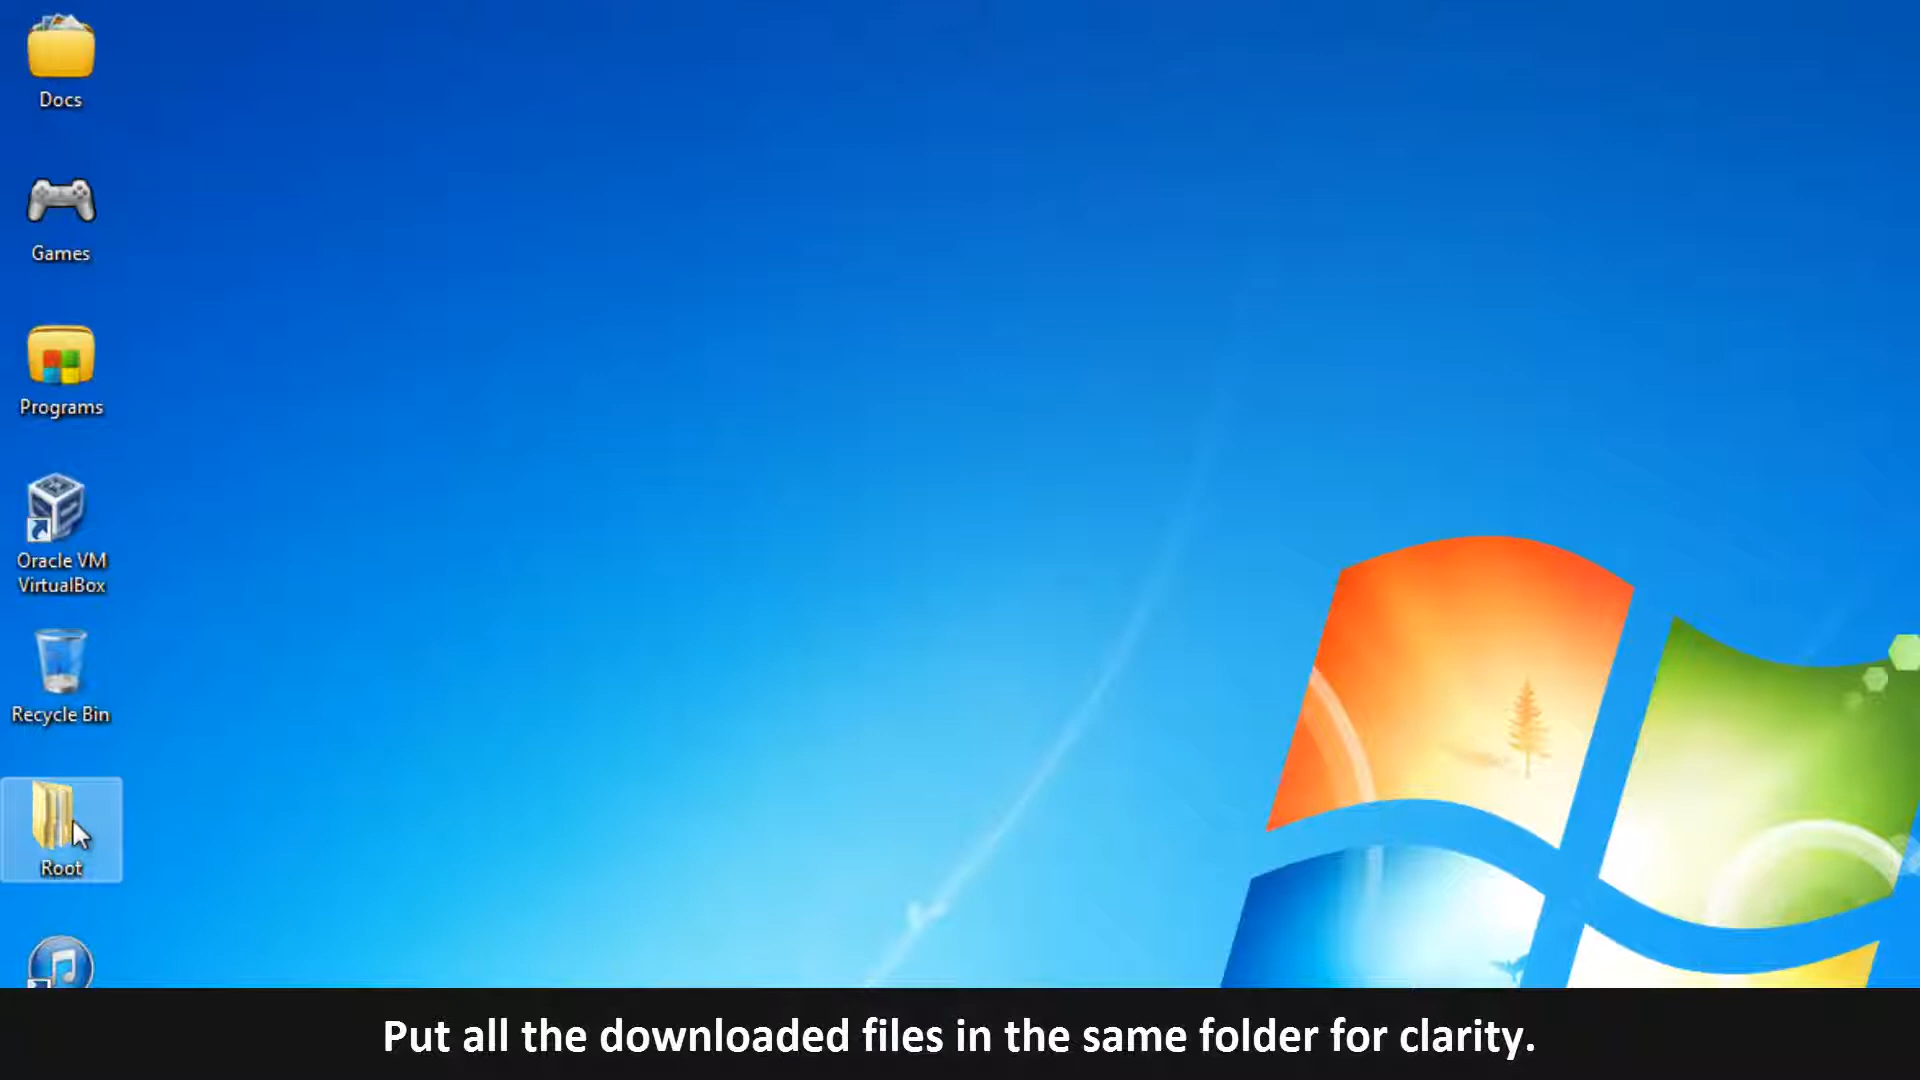 Docs
Games
Programs
Oracle VM
VirtualBox
Recycle Bin
Root
Put all the downloaded files in the same folder for clarity.